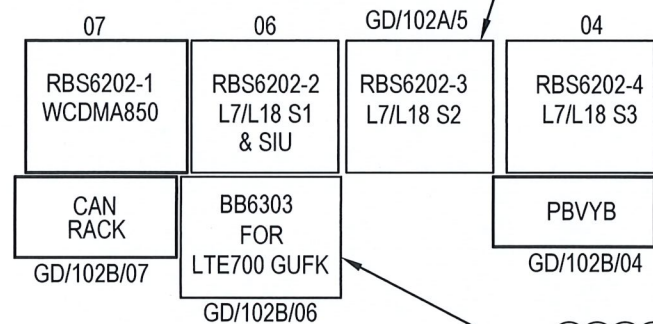 07
06
GD/102A/5
04
RBS6202-1
WCDMA850
RBS6202-2
L7/L18 S1
& SIU
RBS6202-3
L7/L18 S2
RBS6202-4
L7/L18 S3
CAN
RACK
BB6303
FOR
LTE700 GUFK
PBVYB
GD/102B/07
GD/102B/06
GD/102B/04